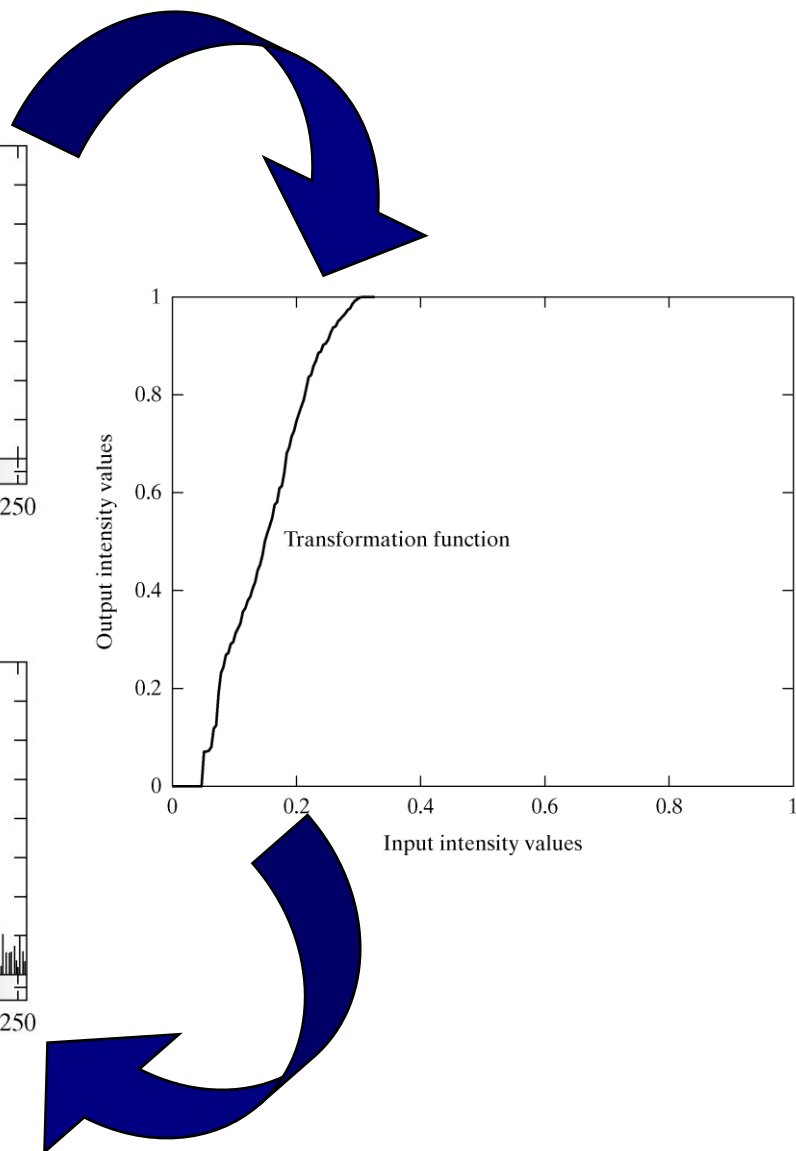 250
250
1
0.8
0.6
0.4
0.2
0
Output intensity values
Transformation function
0 0.2 0.4 0.6 0.8 1
Input intensity values